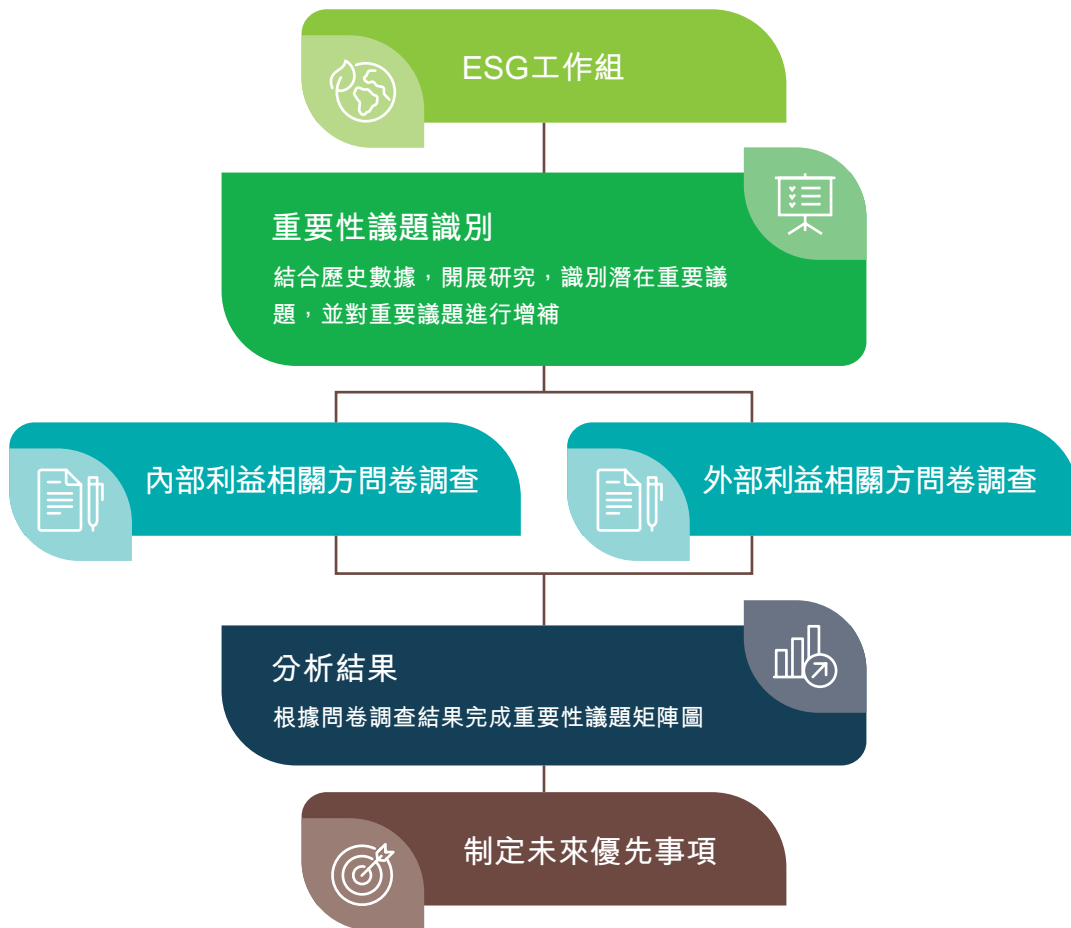 ESG工作組
重要性議題識別
結合歷史數據，開展研究，識別潛在重要議
題，並對重要議題進行增補
內部利益相關方問卷調查
外部利益相關方問卷調查
分析結果
根據問卷調查結果完成重要性議題矩陣圖
制定未來優先事項